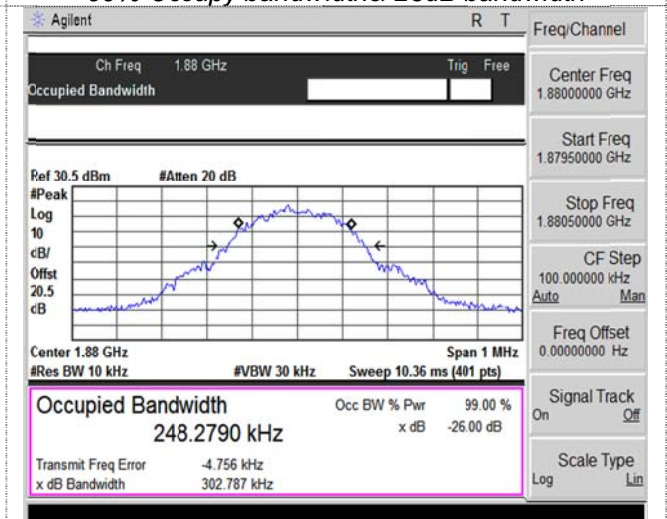 99% Occupy bandwidth& 26dB bandwidth
Agilent R T
Freq/Channel
Ch Freq 1.88 GHz Trig Free
Occupied Bandwidth
Center Freq
1.88000000 GHz
Start Freq
1.87950000 GHz
Stop Freq
1.88050000 GHz
CF Step
100.000000 kHz
Auto Man
Freq Offset
0.00000000 Hz
Signal Track
On Off
Scale Type
Log Lin
Ref 30.5 dBm #Atten 20 dB
#Peak
Log
10
dB/
Offst
20.5
dB
Center 1.88 GHz Span 1 MHz
#Res BW 10 kHz #VBW 30 kHz Sweep 10.36 ms (401 pts)
Occupied Bandwidth Occ BW % Pwr 99.00 %
248.2790 kHz x dB -26.00 dB
Transmit Freq Error -4.756 kHz
x dB Bandwidth 302.787 kHz